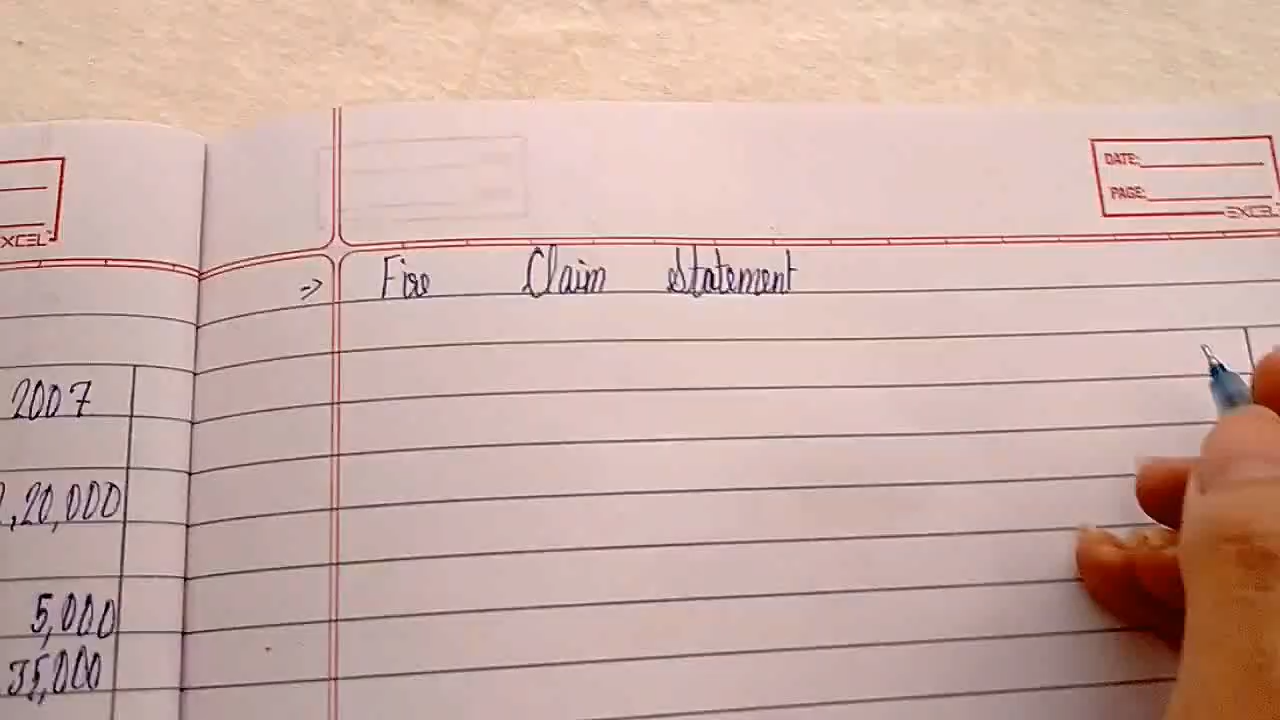 2007
,20,000
5,000
35,000
EXCEL
DATE:
PAGE:
EXCEL
⇒ Fire Claim Statement